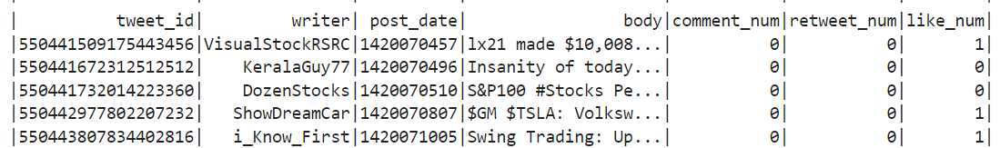 |          tweet_id|         writer| post_date|              body|comment_num|retweet_num|like_num|
|550441509175443456|VisualStockRSRC|1420070457|lx21 made $10,008...|          0|          0|       1|
|550441672312512512|    KeralaGuy77|1420070496|Insanity of today...|          0|          0|       0|
|550441732014223360|    DozenStocks|1420070510|S&P100 #Stocks Pe...|          0|          0|       0|
|550442977802207232|   ShowDreamCar|1420070807|$GM $TSLA: Volksw...|          0|          0|       1|
|550443807834402816|   i_Know_First|1420071005|Swing Trading: Up...|          0|          0|       1|